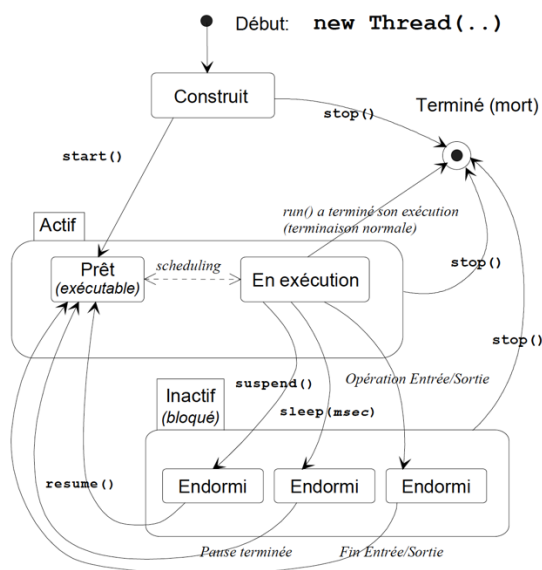 Début: new Thread(..)
Construit
Terminé (mort)
stop()
start()
run() a terminé son exécution
(terminaison normale)
Actif
Prêt
(exécutable)
scheduling
En exécution
stop()
stop()
suspend()
Opération Entrée/Sortie
Inactif
(bloqué)
sleep(msec)
resume()
Endormi
Endormi
Endormi
Pause terminée
Fin Entrée/Sortie